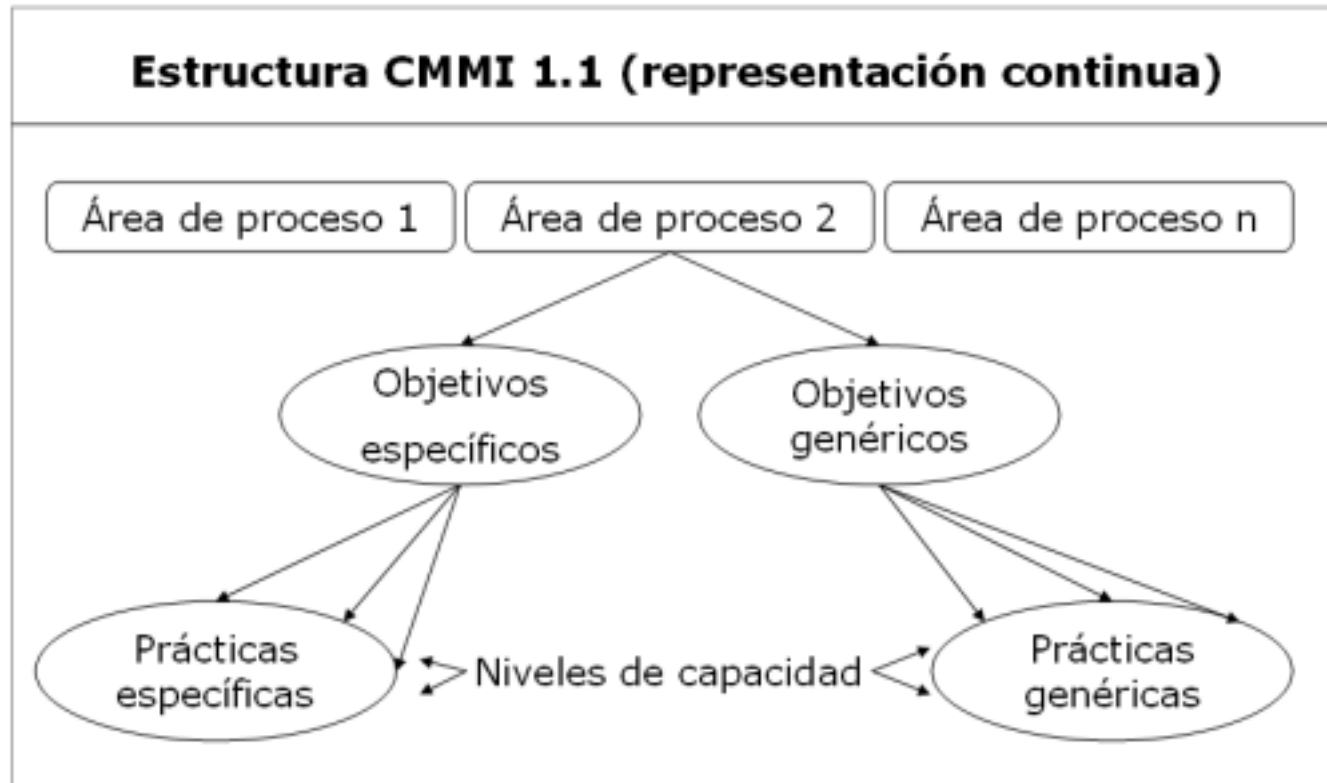 Estructura CMMI 1.1 (representación continua)
Área de proceso 1
Área de proceso 2
Área de proceso n
Objetivos
específicos
Objetivos
genéricos
Prácticas
específicas
Niveles de capacidad
Prácticas
genéricas